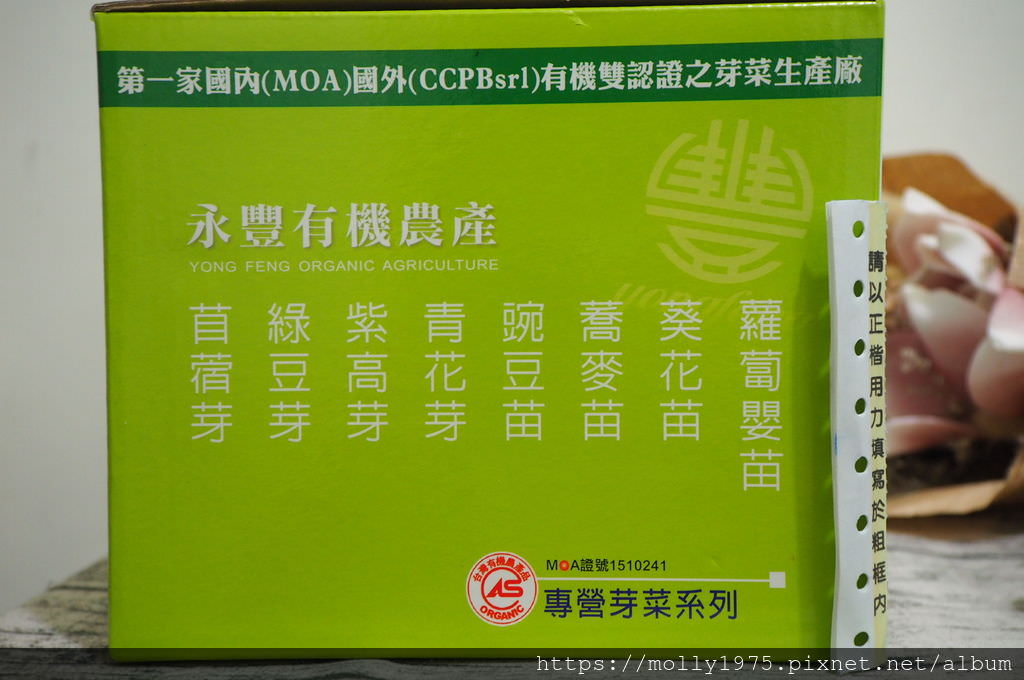 第一家國內(MOA)國外(CCPBsrl)有機雙認證之芽菜生產廠
豐
yongfeng
永豐有機農產
YONG FENG ORGANIC AGRICULTURE
蘿蔔嬰苗
葵花苗
蕎麥苗
豌豆苗
青花芽
紫高芽
綠豆芽
苜蓿芽
請以正楷用力填寫於粗框內
MOA證號1510241
台灣有機農產品
AS
ORGANIC
專營芽菜系列
https://molly1975.pixnet.net/album